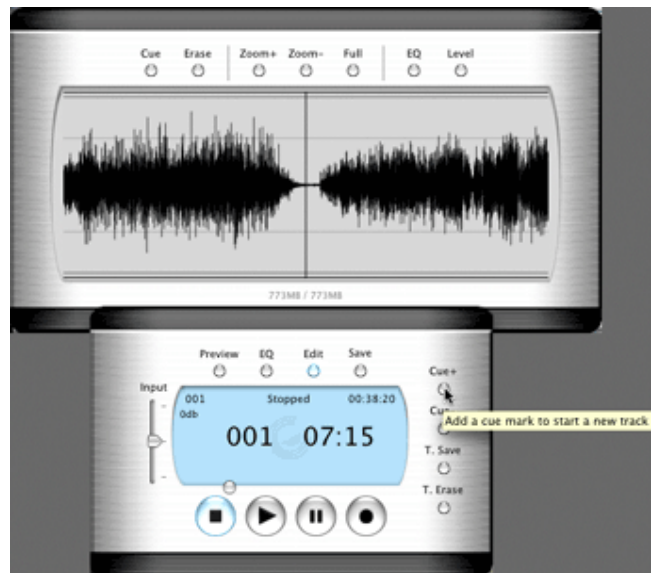 Cue Erase Zoom+ Zoom- Full EQ Level
773MB / 773MB
Preview EQ Edit Save
Cue+
Input
001 Stopped 00:38:20
0db
Cue
Add a cue mark to start a new track
001 07:15
T. Save
T. Erase